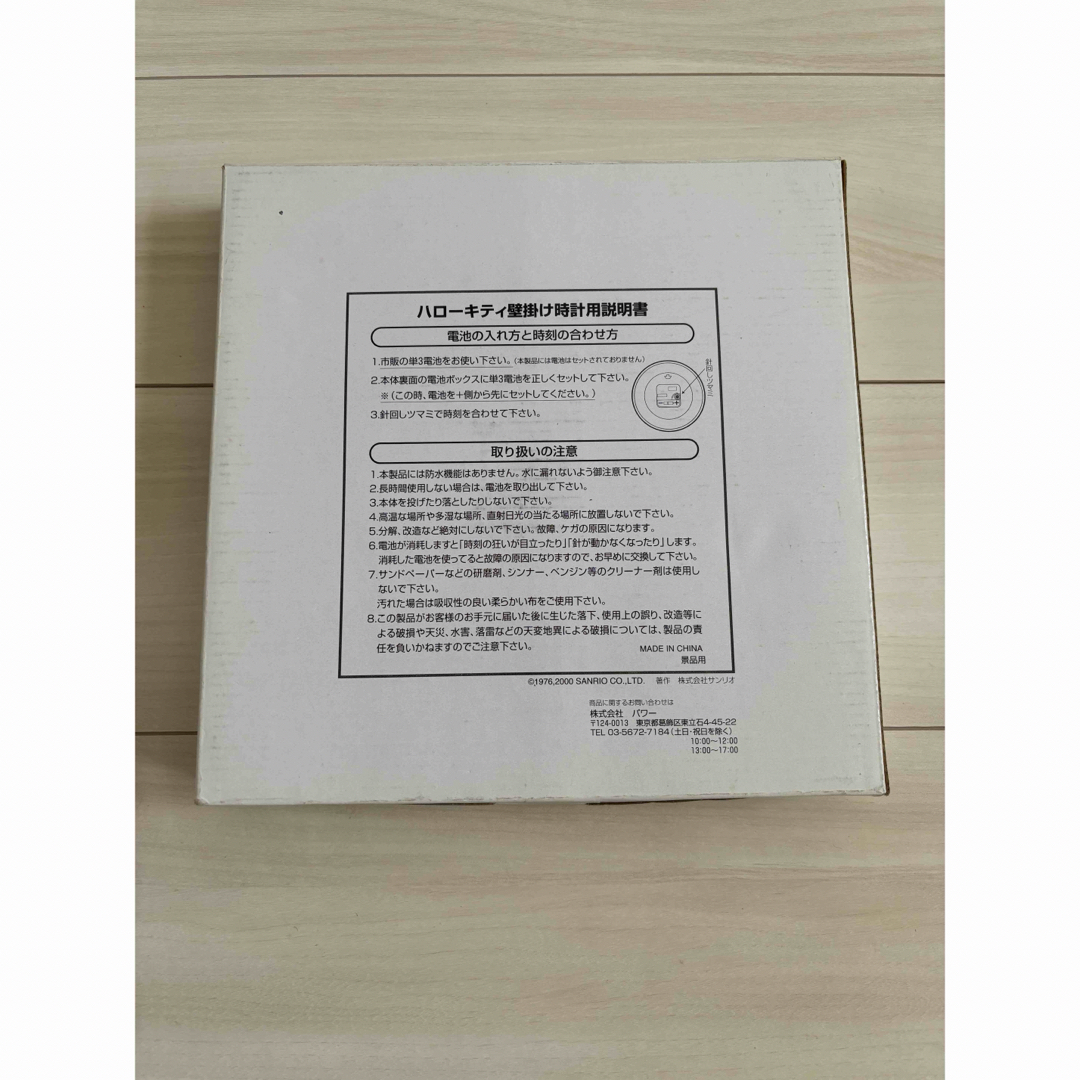 ハローキティ壁掛け時計用説明書
電池の入れ方と時刻の合わせ方
1.市販の単3電池をお使い下さい。(本製品には電池はセットされておりません)
2.本体裏面の電池ボックスに単3電池を正しくセットして下さい。
※(この時、電池を+側から先にセットしてください。)
3.針回しツマミで時刻を合わせて下さい。
針回しツマミ
取り扱いの注意
1.本製品には防水機能はありません。水に漏れないよう御注意下さい。
2.長時間使用しない場合は、電池を取り出して下さい。
3.本体を投げたり落としたりしないで下さい。
4.高温な場所や多湿な場所、直射日光の当たる場所に放置しないで下さい。
5.分解、改造など絶対にしないで下さい。故障、ケガの原因になります。
6.電池が消耗しますと「時刻の狂いが目立ったり」「針が動かなくなったり」します。
消耗した電池を使ってると故障の原因になりますので、お早めに交換して下さい。
7.サンドペーパーなどの研磨剤、シンナー、ベンジン等のクリーナー剤は使用し
ないで下さい。
汚れた場合は吸収性の良い柔らかい布をご使用下さい。
8.この製品がお客様のお手元に届いた後に生じた落下、使用上の誤り、改造等に
よる破損や天災、水害、落雷などの天変地異による破損については、製品の責
任を負いかねますのでご注意下さい。
MADE IN CHINA
景品用
©1976,2000 SANRIO CO.,LTD. 著作 株式会社サンリオ
商品に関するお問い合わせは
株式会社 パワー
〒124-0013 東京都葛飾区東立石4-45-22
TEL 03-5672-7184(土日・祝日を除く)
10:00〜12:00
13:00〜17:00